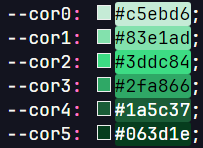 --cor0: #c5ebd6;
--cor1: #83e1ad;
--cor2: #3ddc84;
--cor3: #2fa866;
--cor4: #1a5c37;
--cor5: #063d1e;